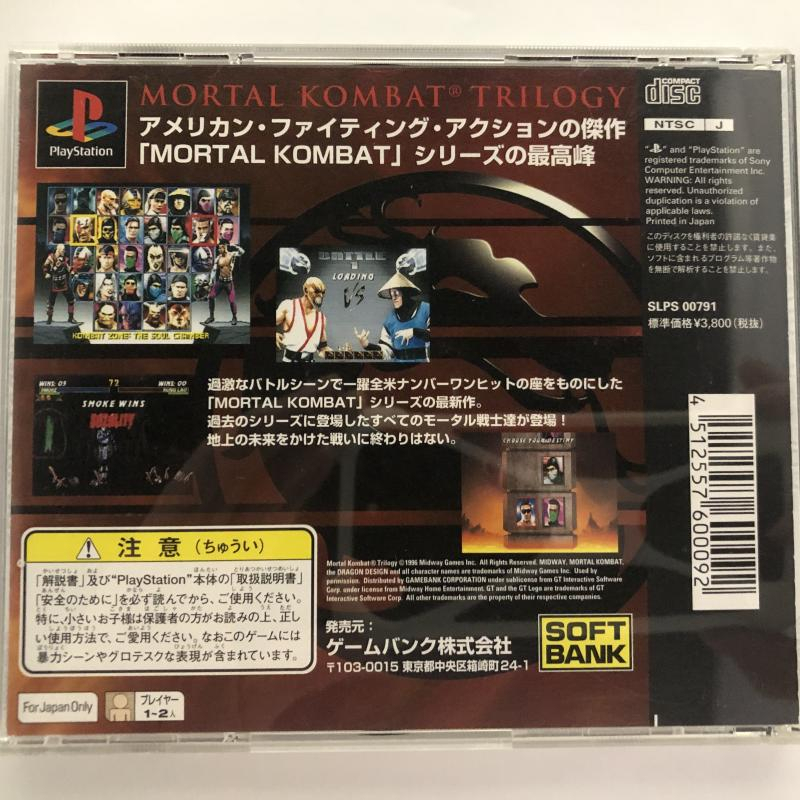 MORTAL KOMBAT® TRILOGY
PlayStation
アメリカン・ファイティング・アクションの傑作
「MORTAL KOMBAT」シリーズの最高峰
KOMBAT ZONE: THE SOUL CHAMBER
BATTLE
1
LOADING
VS
過激なバトルシーンで一躍全米ナンバーワンヒットの座をものにした
「MORTAL KOMBAT」シリーズの最新作。
過去のシリーズに登場したすべてのモータル戦士達が登場!
地上の未来をかけた戦いに終わりはない。
WINS: 03
72
WINS: 00
SMOKE
KUNG LAO
SMOKE WINS
CHOOSE YOUR DESTINY
注意(ちゅうい)
「解説書」及び“PlayStation”本体の「取扱説明書」
「安全のために」を必ず読んでから、ご使用ください。
特に、小さいお子様は保護者の方がお読みの上、正し
い使用方法で、ご愛用ください。なおこのゲームには
暴力シーンやグロテスクな表現が含まれています。
For Japan Only
プレイヤー
1~2人
Mortal Kombat® Trilogy ©1996 Midway Games Inc. All Rights Reserved. MIDWAY, MORTAL KOMBAT,
the DRAGON DESIGN and all character names are trademarks of Midway Games Inc. Used by
permission. Distributed by GAMEBANK CORPORATION under sublicense from GT Interactive Software
Corp. under license from Midway Home Entertainment. GT and the GT Logo are trademarks of GT
Interactive Software Corp. All other trademarks are the property of their respective companies.
発売元:
ゲームバンク株式会社
〒103-0015 東京都中央区箱崎町24-1
SOFT
BANK
COMPACT
disc
NTSC J
“ ” and “PlayStation” are
registered trademarks of Sony
Computer Entertainment Inc.
WARNING: All rights
reserved. Unauthorized
duplication is a violation of
applicable laws.
Printed in Japan
このディスクを権利者の許諾なく賃貸業
に使用することを禁止します。また、
ソフトに含まれるプログラム等著作物
を無断で解析することを禁止します。
SLPS 00791
標準価格¥3,800(税抜)
4512557600092